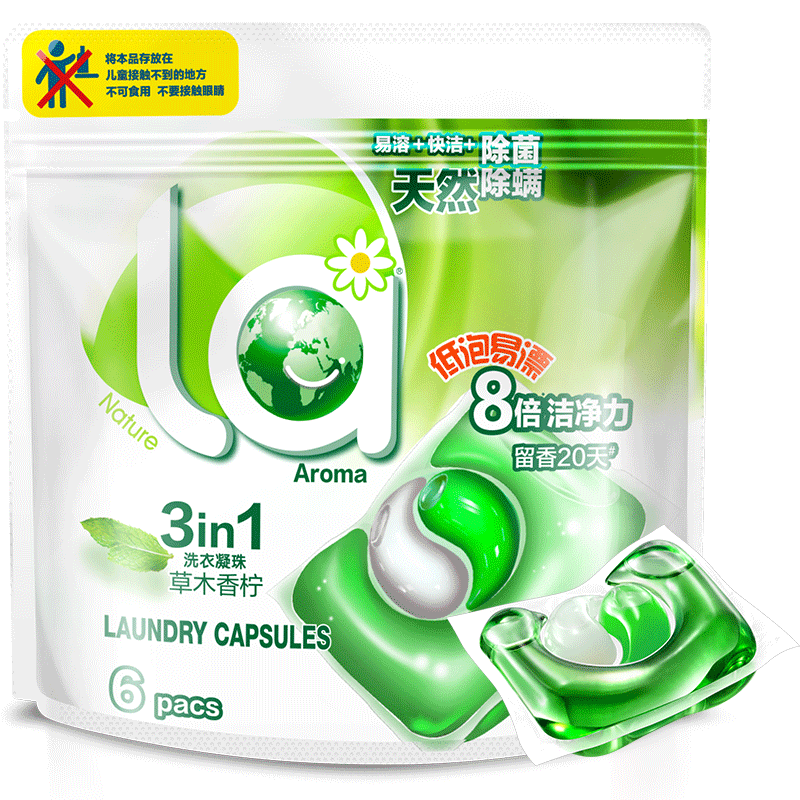 将本品存放在
儿童接触不到的地方
不可食用 不要接触眼睛
易溶+快洁+除菌
天然除螨
la®
Nature
Aroma
低泡易漂
8倍 洁净力
留香20天#
3in1
洗衣凝珠
草木香柠
LAUNDRY CAPSULES
6 pacs